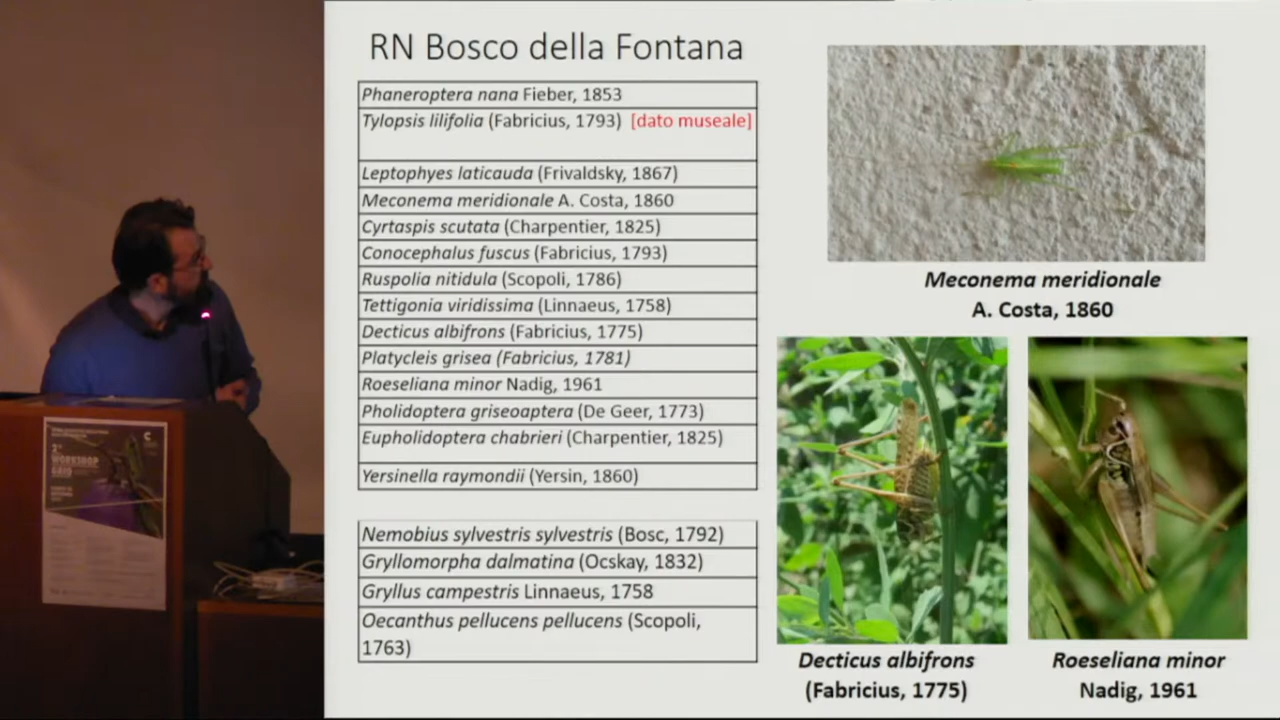 RN Bosco della Fontana
Phaneroptera nana Fieber, 1853
Tylopsis lilifolia (Fabricius, 1793) [dato museale]
Leptophyes laticauda (Frivaldsky, 1867)
Meconema meridionale A. Costa, 1860
Cyrtaspis scutata (Charpentier, 1825)
Conocephalus fuscus (Fabricius, 1793)
Ruspolia nitidula (Scopoli, 1786)
Tettigonia viridissima (Linnaeus, 1758)
Decticus albifrons (Fabricius, 1775)
Platycleis grisea (Fabricius, 1781)
Roeseliana minor Nadig, 1961
Pholidoptera griseoaptera (De Geer, 1773)
Eupholidoptera chabrieri (Charpentier, 1825)
Yersinella raymondii (Yersin, 1860)
Nemobius sylvestris sylvestris (Bosc, 1792)
Gryllomorpha dalmatina (Ocskay, 1832)
Gryllus campestris Linnaeus, 1758
Oecanthus pellucens pellucens (Scopoli,
1763)
Meconema meridionale
A. Costa, 1860
Decticus albifrons
(Fabricius, 1775)
Roeseliana minor
Nadig, 1961
WORKSHOP